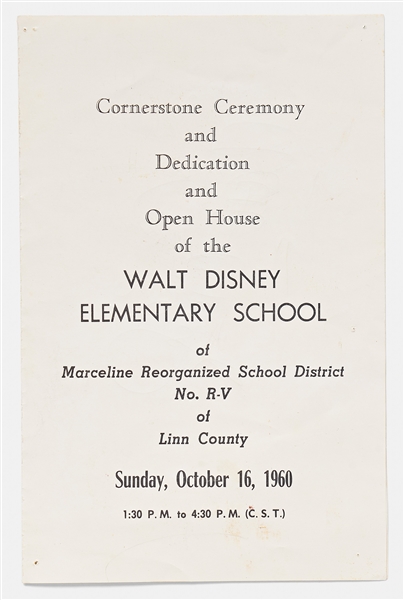 Cornerstone Ceremony
and
Dedication
and
Open House
of the
WALT DISNEY
ELEMENTARY SCHOOL
of
Marceline Reorganized School District
No. R-V
of
Linn County
Sunday, October 16, 1960
1:30 P. M. to 4:30 P. M. (C. S. T.)